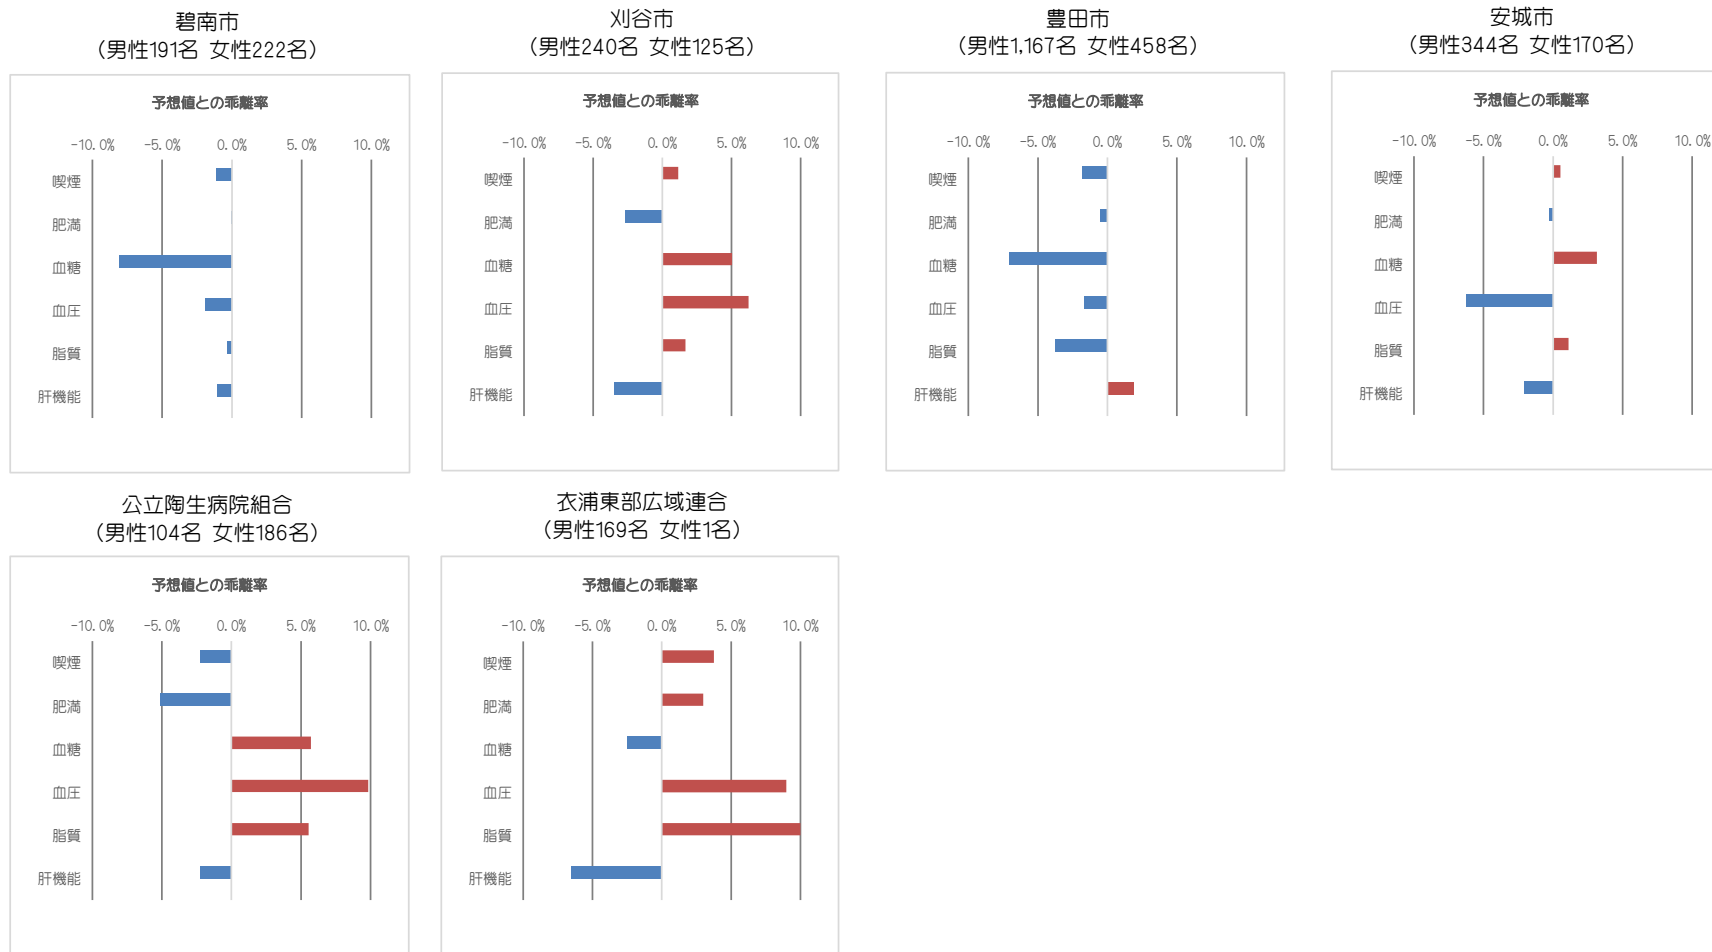 碧南市
（男性191名 女性222名）
予想値との乖離率
-10.0% -5.0% 0.0% 5.0% 10.0%
喫煙
肥満
血糖
血圧
脂質
肝機能
刈谷市
（男性240名 女性125名）
予想値との乖離率
-10.0% -5.0% 0.0% 5.0% 10.0%
喫煙
肥満
血糖
血圧
脂質
肝機能
豊田市
（男性1,167名 女性458名）
予想値との乖離率
-10.0% -5.0% 0.0% 5.0% 10.0%
喫煙
肥満
血糖
血圧
脂質
肝機能
安城市
（男性344名 女性170名）
予想値との乖離率
-10.0% -5.0% 0.0% 5.0% 10.0%
喫煙
肥満
血糖
血圧
脂質
肝機能
公立陶生病院組合
（男性104名 女性186名）
予想値との乖離率
-10.0% -5.0% 0.0% 5.0% 10.0%
喫煙
肥満
血糖
血圧
脂質
肝機能
衣浦東部広域連合
（男性169名 女性1名）
予想値との乖離率
-10.0% -5.0% 0.0% 5.0% 10.0%
喫煙
肥満
血糖
血圧
脂質
肝機能